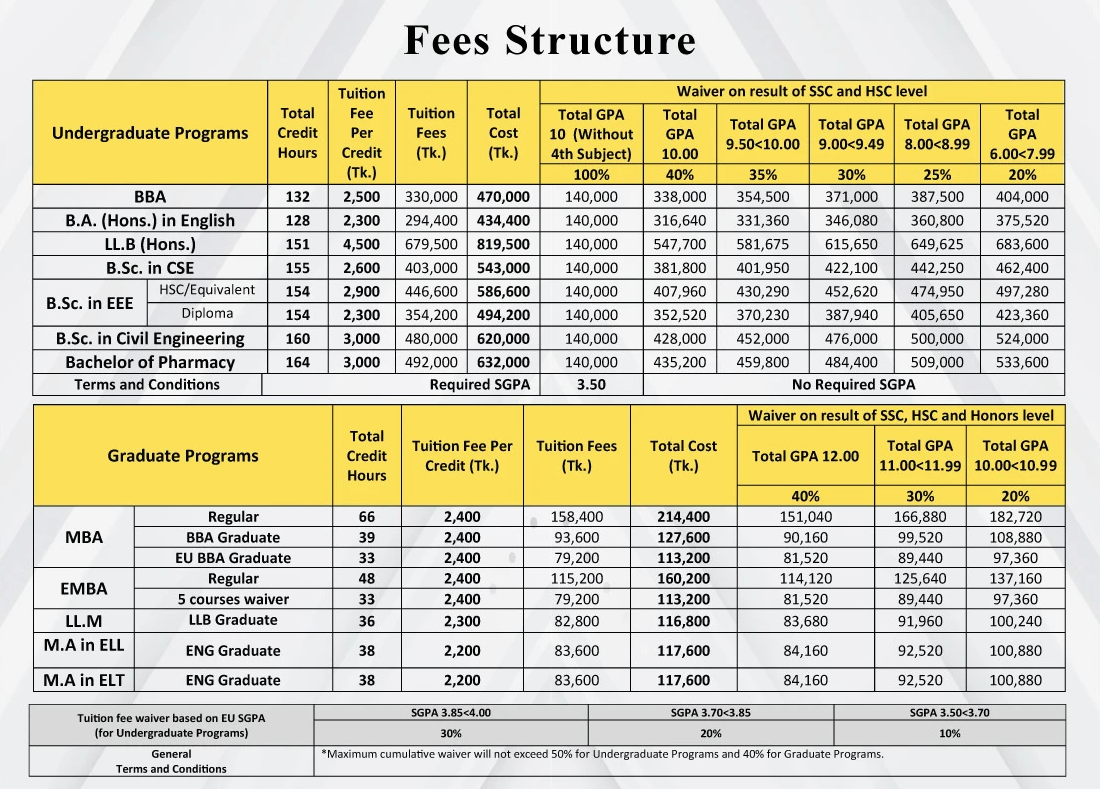 Fees Structure
Undergraduate Programs | Total Credit Hours | Tuition Fee Per Credit (Tk.) | Tuition Fees (Tk.) | Total Cost (Tk.) | Waiver on result of SSC and HSC level
Total GPA 10 (Without 4th Subject) | Total GPA 10.00 | Total GPA 9.50<10.00 | Total GPA 9.00<9.49 | Total GPA 8.00<8.99 | Total GPA 6.00<7.99
100% | 40% | 35% | 30% | 25% | 20%
BBA | 132 | 2,500 | 330,000 | 470,000 | 140,000 | 338,000 | 354,500 | 371,000 | 387,500 | 404,000
B.A. (Hons.) in English | 128 | 2,300 | 294,400 | 434,400 | 140,000 | 316,640 | 331,360 | 346,080 | 360,800 | 375,520
LL.B (Hons.) | 151 | 4,500 | 679,500 | 819,500 | 140,000 | 547,700 | 581,675 | 615,650 | 649,625 | 683,600
B.Sc. in CSE | 155 | 2,600 | 403,000 | 543,000 | 140,000 | 381,800 | 401,950 | 422,100 | 442,250 | 462,400
B.Sc. in EEE | HSC/Equivalent | 154 | 2,900 | 446,600 | 586,600 | 140,000 | 407,960 | 430,290 | 452,620 | 474,950 | 497,280
Diploma | 154 | 2,300 | 354,200 | 494,200 | 140,000 | 352,520 | 370,230 | 387,940 | 405,650 | 423,360
B.Sc. in Civil Engineering | 160 | 3,000 | 480,000 | 620,000 | 140,000 | 428,000 | 452,000 | 476,000 | 500,000 | 524,000
Bachelor of Pharmacy | 164 | 3,000 | 492,000 | 632,000 | 140,000 | 435,200 | 459,800 | 484,400 | 509,000 | 533,600
Terms and Conditions | Required SGPA | 3.50 | No Required SGPA
Graduate Programs | Total Credit Hours | Tuition Fee Per Credit (Tk.) | Tuition Fees (Tk.) | Total Cost (Tk.) | Waiver on result of SSC, HSC and Honors level
Total GPA 12.00 | Total GPA 11.00<11.99 | Total GPA 10.00<10.99
40% | 30% | 20%
MBA | Regular | 66 | 2,400 | 158,400 | 214,400 | 151,040 | 166,880 | 182,720
BBA Graduate | 39 | 2,400 | 93,600 | 127,600 | 90,160 | 99,520 | 108,880
EU BBA Graduate | 33 | 2,400 | 79,200 | 113,200 | 81,520 | 89,440 | 97,360
EMBA | Regular | 48 | 2,400 | 115,200 | 160,200 | 114,120 | 125,640 | 137,160
5 courses waiver | 33 | 2,400 | 79,200 | 113,200 | 81,520 | 89,440 | 97,360
LL.M | LLB Graduate | 36 | 2,300 | 82,800 | 116,800 | 83,680 | 91,960 | 100,240
M.A in ELL | ENG Graduate | 38 | 2,200 | 83,600 | 117,600 | 84,160 | 92,520 | 100,880
M.A in ELT | ENG Graduate | 38 | 2,200 | 83,600 | 117,600 | 84,160 | 92,520 | 100,880
Tuition fee waiver based on EU SGPA (for Undergraduate Programs) | SGPA 3.85<4.00 | SGPA 3.70<3.85 | SGPA 3.50<3.70
30% | 20% | 10%
General Terms and Conditions | *Maximum cumulative waiver will not exceed 50% for Undergraduate Programs and 40% for Graduate Programs.